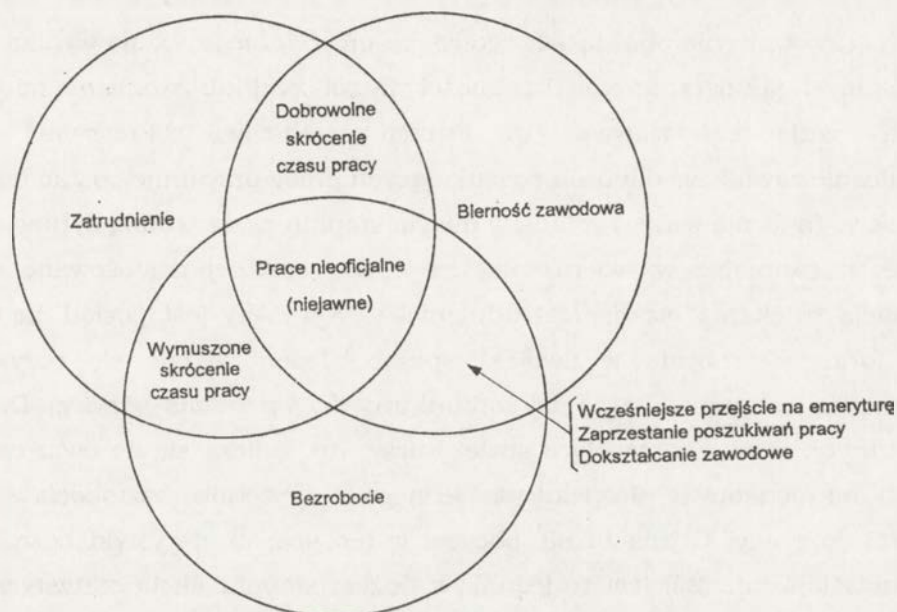 Dobrowolne
skrócenie
czasu pracy
Zatrudnienie
Bierność zawodowa
Prace nieoficjalne
(niejawne)
Wymuszone
skrócenie
czasu pracy
Wcześniejsze przejście na emeryturę
Zaprzestanie poszukiwań pracy
Dokształcanie zawodowe
Bezrobocie